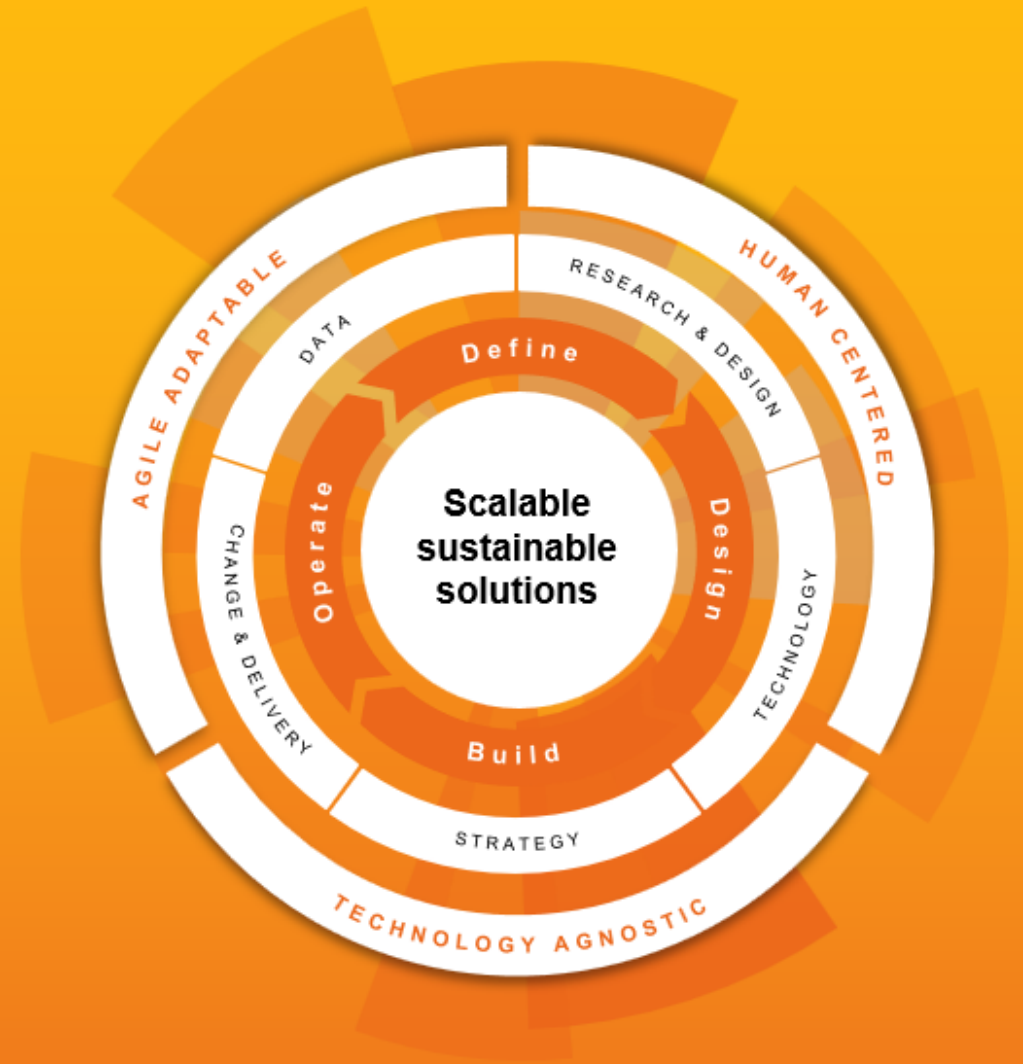 Scalable
sustainable
solutions
Define
Design
Build
Operate
RESEARCH & DESIGN
TECHNOLOGY
STRATEGY
CHANGE & DELIVERY
DATA
HUMAN CENTERED
TECHNOLOGY AGNOSTIC
AGILE ADAPTABLE